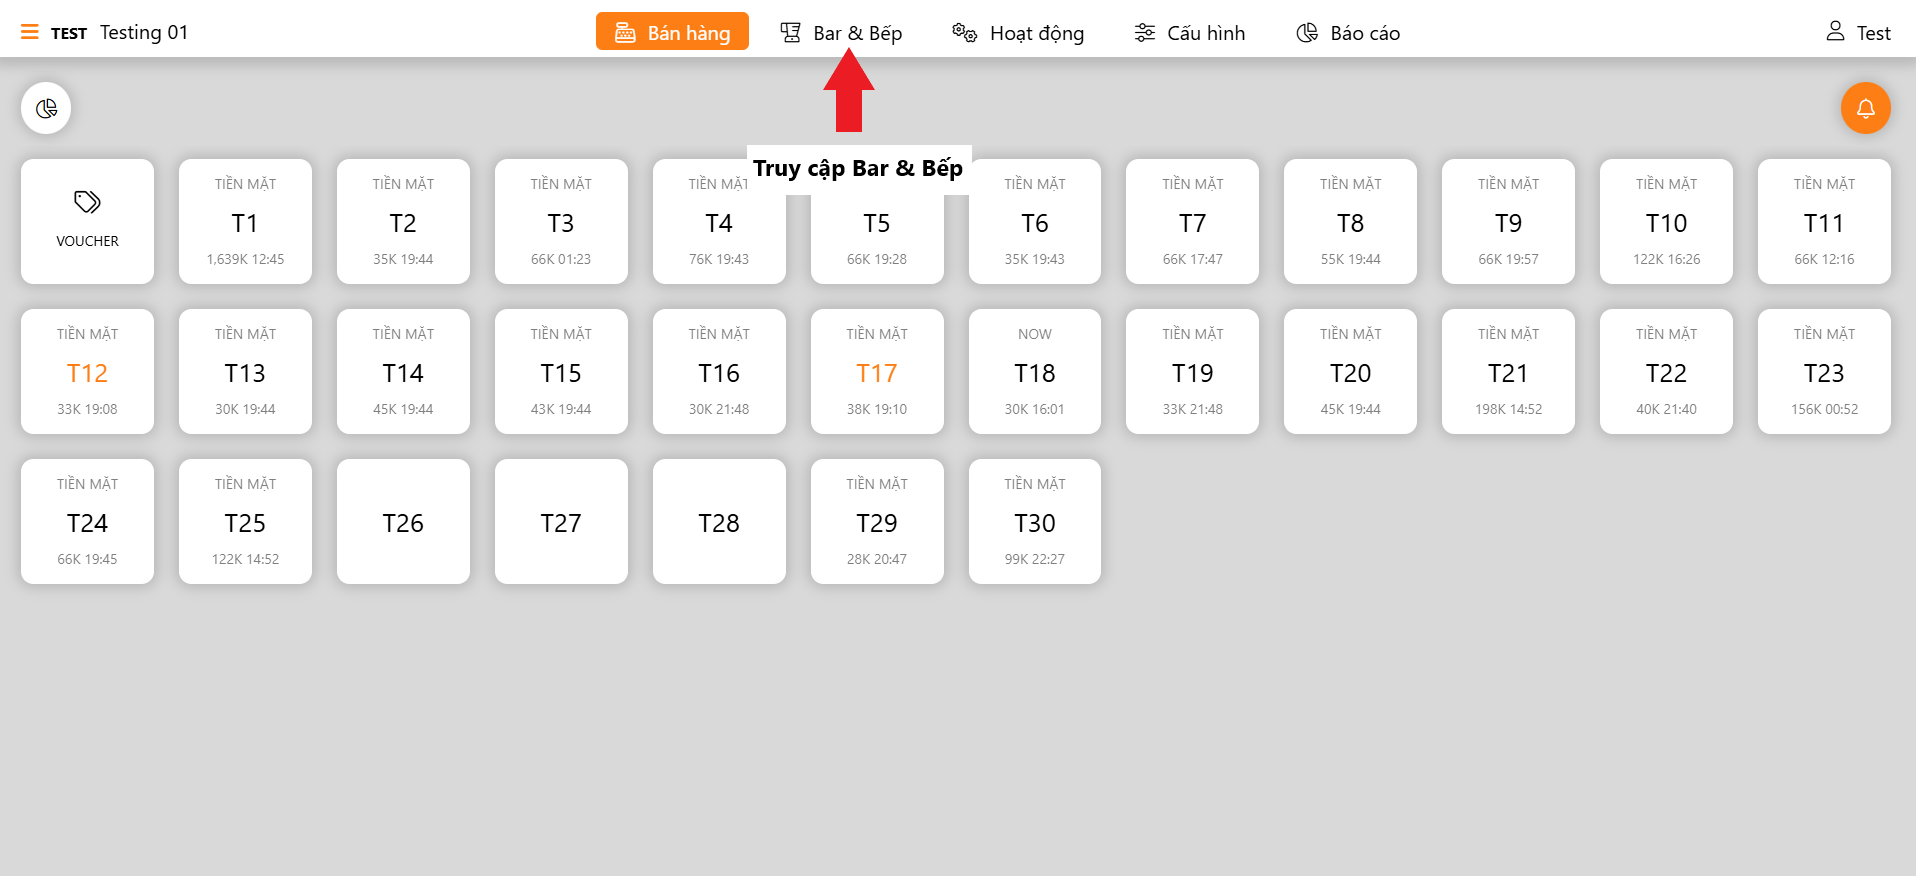 TEST Testing 01 Bán hàng Bar & Bếp Hoạt động Cấu hình Báo cáo Test
Truy cập Bar & Bếp
TIỀN MẶT TIỀN MẶT TIỀN MẶT TIỀN MẶT TIỀN MẶT TIỀN MẶT TIỀN MẶT TIỀN MẶT TIỀN MẶT TIỀN MẶT
VOUCHER T1 T2 T3 T4 T5 T6 T7 T8 T9 T10 T11
1,639K 12:45 35K 19:44 66K 01:23 76K 19:43 66K 19:28 35K 19:43 66K 17:47 55K 19:44 66K 19:57 122K 16:26 66K 12:16
TIỀN MẶT TIỀN MẶT TIỀN MẶT TIỀN MẶT TIỀN MẶT TIỀN MẶT NOW TIỀN MẶT TIỀN MẶT TIỀN MẶT TIỀN MẶT TIỀN MẶT
T12 T13 T14 T15 T16 T17 T18 T19 T20 T21 T22 T23
33K 19:08 30K 19:44 45K 19:44 43K 19:44 30K 21:48 38K 19:10 30K 16:01 33K 21:48 45K 19:44 198K 14:52 40K 21:40 156K 00:52
TIỀN MẶT TIỀN MẶT TIỀN MẶT TIỀN MẶT
T24 T25 T26 T27 T28 T29 T30
66K 19:45 122K 14:52 28K 20:47 99K 22:27